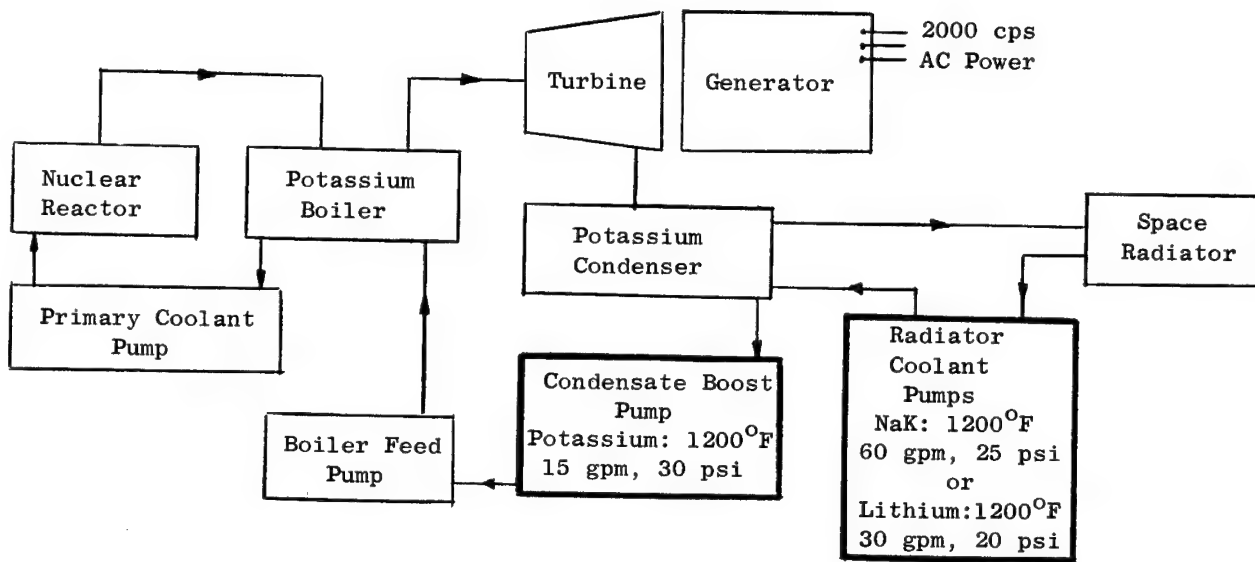 2000 cps
AC Power
Turbine
Generator
Nuclear
Reactor
Potassium
Boiler
Potassium
Condenser
Space
Radiator
Primary Coolant
Pump
Radiator
Coolant
Pumps
NaK: 1200°F
60 gpm, 25 psi
or
Lithium:1200°F
30 gpm, 20 psi
Condensate Boost
Pump
Potassium: 1200°F
15 gpm, 30 psi
Boiler Feed
Pump